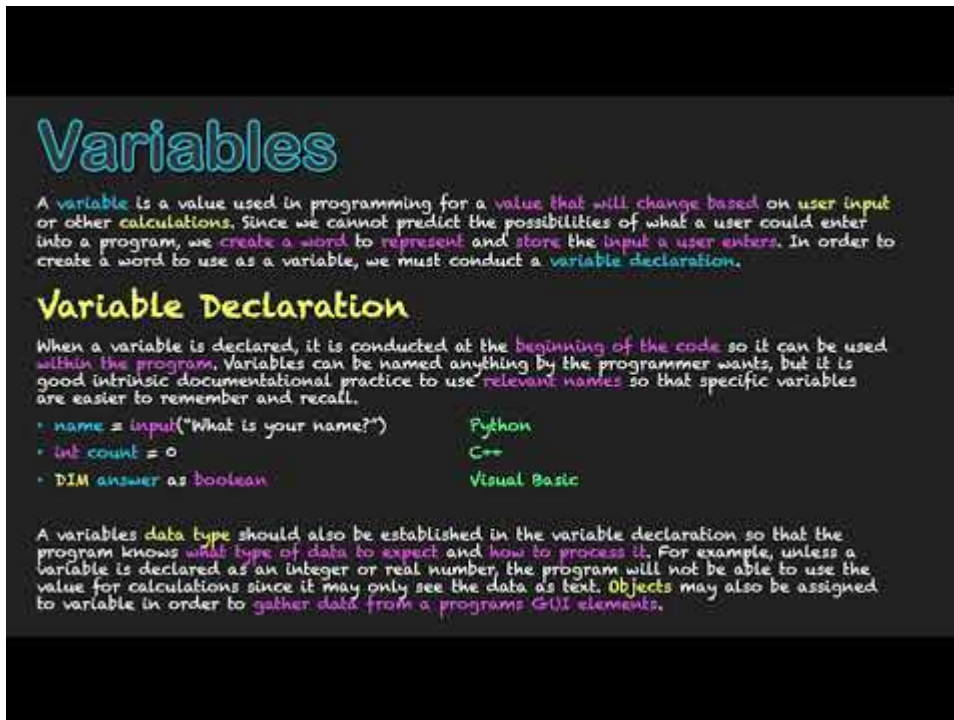 Variables
A variable is a value used in programming for a value that will change based on user input
or other calculations. Since we cannot predict the possibilities of what a user could enter
into a program, we create a word to represent and store the input a user enters. In order to
create a word to use as a variable, we must conduct a variable declaration.
Variable Declaration
When a variable is declared, it is conducted at the beginning of the code so it can be used
within the program. Variables can be named anything by the programmer wants, but it is
good intrinsic documentational practice to use relevant names so that specific variables
are easier to remember and recall.
• name = input("What is your name?") Python
• int count = 0 C++
• DIM answer as boolean Visual Basic
A variables data type should also be established in the variable declaration so that the
program knows what type of data to expect and how to process it. For example, unless a
variable is declared as an integer or real number, the program will not be able to use the
value for calculations since it may only see the data as text. Objects may also be assigned
to variable in order to gather data from a programs GUI elements.